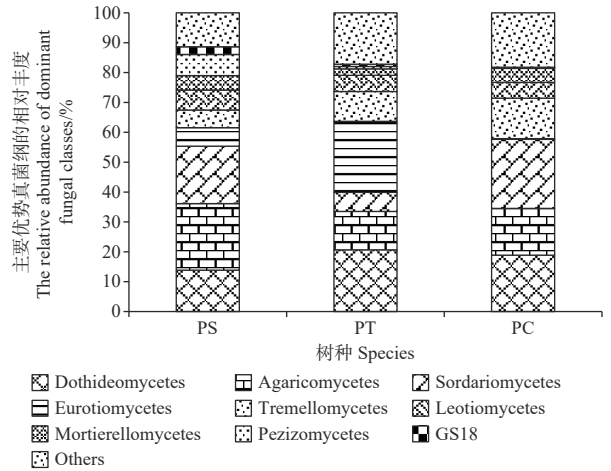 100
90
80
70
60
50
40
30
20
10
0
主要优势真菌纲的相对丰度
The relative abundance of dominant
fungal classes/%
PS PT PC
树种 Species
Dothideomycetes Agaricomycetes Sordariomycetes
Eurotiomycetes Tremellomycetes Leotiomycetes
Mortierellomycetes Pezizomycetes GS18
Others